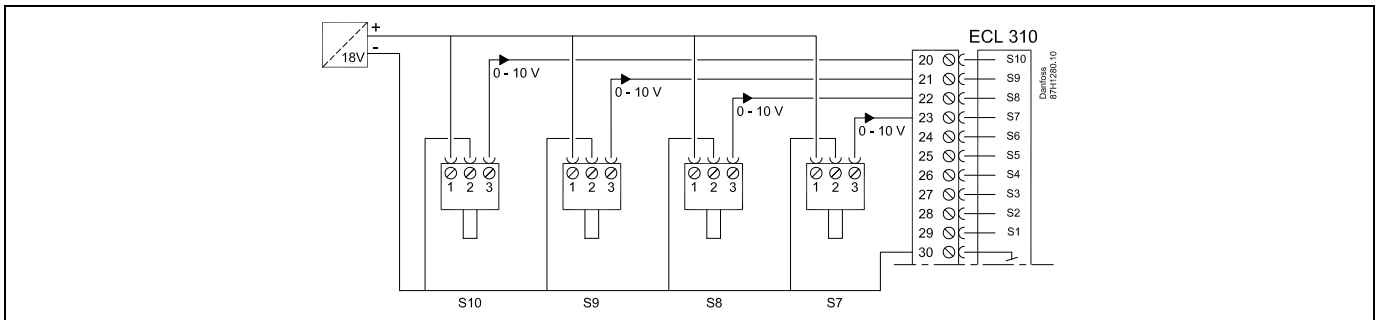 ECL 310
+
-
18V
20 S10
0 - 10 V
21 S9
0 - 10 V
22 S8
0 - 10 V
23 S7
0 - 10 V
24 S6
25 S5
26 S4
27 S3
28 S2
29 S1
30
1 2 3
1 2 3
1 2 3
1 2 3
S10 S9 S8 S7
Danfoss
87H1280.10